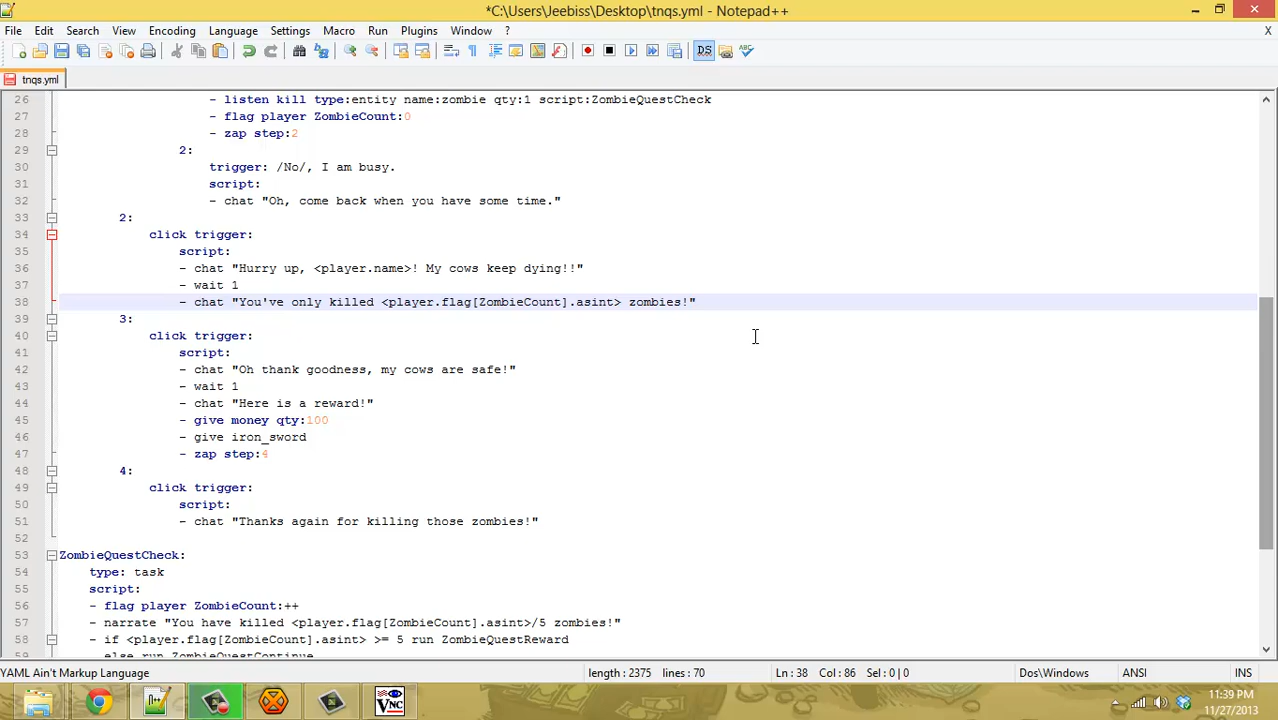 *C:\Users\Jeebiss\Desktop\tnqs.yml - Notepad++
File Edit Search View Encoding Language Settings Macro Run Plugins Window ? X
tnqs.yml
26 - listen kill type:entity name:zombie qty:1 script:ZombieQuestCheck
27 - flag player ZombieCount:0
28 - zap step:2
29 2:
30 trigger: /No/, I am busy.
31 script:
32 - chat "Oh, come back when you have some time."
33 2:
34 click trigger:
35 script:
36 - chat "Hurry up, <player.name>! My cows keep dying!!"
37 - wait 1
38 - chat "You've only killed <player.flag[ZombieCount].asint> zombies!"
39 3:
40 click trigger:
41 script:
42 - chat "Oh thank goodness, my cows are safe!"
43 - wait 1
44 - chat "Here is a reward!"
45 - give money qty:100
46 - give iron_sword
47 - zap step:4
48 4:
49 click trigger:
50 script:
51 - chat "Thanks again for killing those zombies!"
52
53 ZombieQuestCheck:
54 type: task
55 script:
56 - flag player ZombieCount:++
57 - narrate "You have killed <player.flag[ZombieCount].asint>/5 zombies!"
58 - if <player.flag[ZombieCount].asint> >= 5 run ZombieQuestReward
59 else run ZombieQuestContinue
YAML Ain't Markup Language length : 2375 lines : 70 Ln : 38 Col : 86 Sel : 0 | 0 Dos\Windows ANSI INS
VNC
11:39 PM
11/27/2013